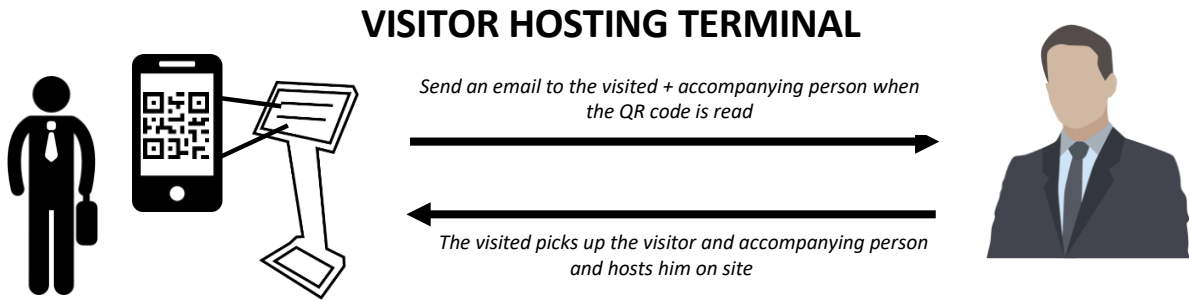 VISITOR HOSTING TERMINAL
Send an email to the visited + accompanying person when
the QR code is read
The visited picks up the visitor and accompanying person
and hosts him on site